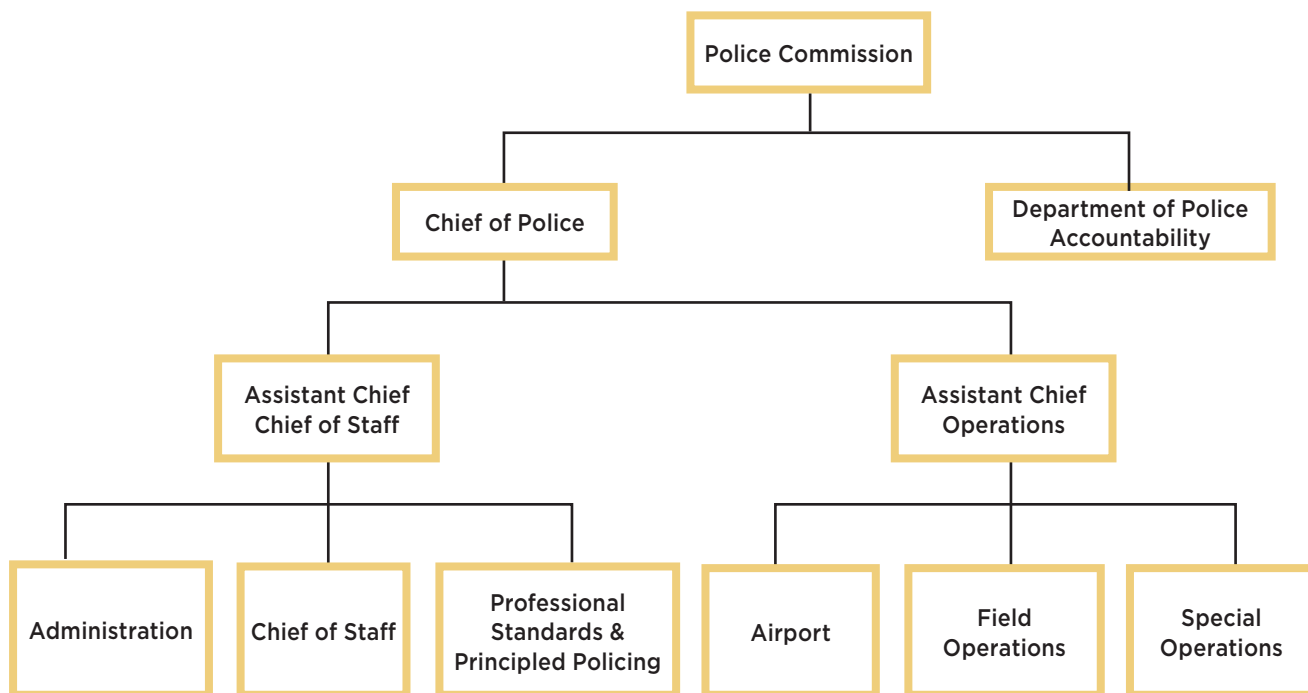 Police Commission
Chief of Police
Department of Police
Accountability
Assistant Chief
Chief of Staff
Assistant Chief
Operations
Administration
Chief of Staff
Professional
Standards &
Principled Policing
Airport
Field
Operations
Special
Operations